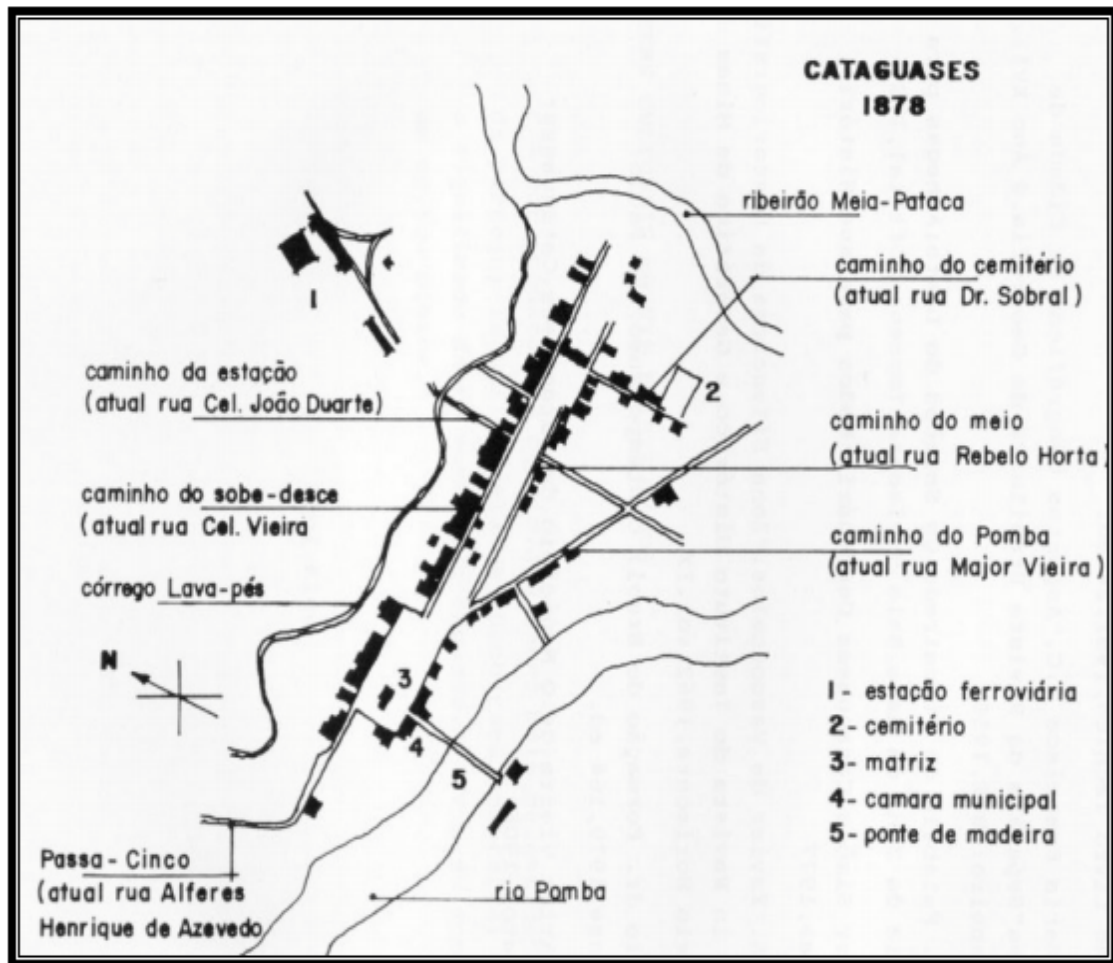 CATAGUASES
1878
ribeirão Meia-Pataca
caminho do cemitério
(atual rua Dr. Sobral)
1
2
caminho da estação
(atual rua Cel. João Duarte)
caminho do meio
(atual rua Rebelo Horta)
caminho do sobe-desce
(atual rua Cel. Vieira
caminho do Pomba
(atual rua Major Vieira)
córrego Lava-pés
N
3
4
5
1- estação ferroviária
2- cemitério
3- matriz
4- camara municipal
5- ponte de madeira
Passa-Cinco
(atual rua Alferes
Henrique de Azevedo
rio Pomba